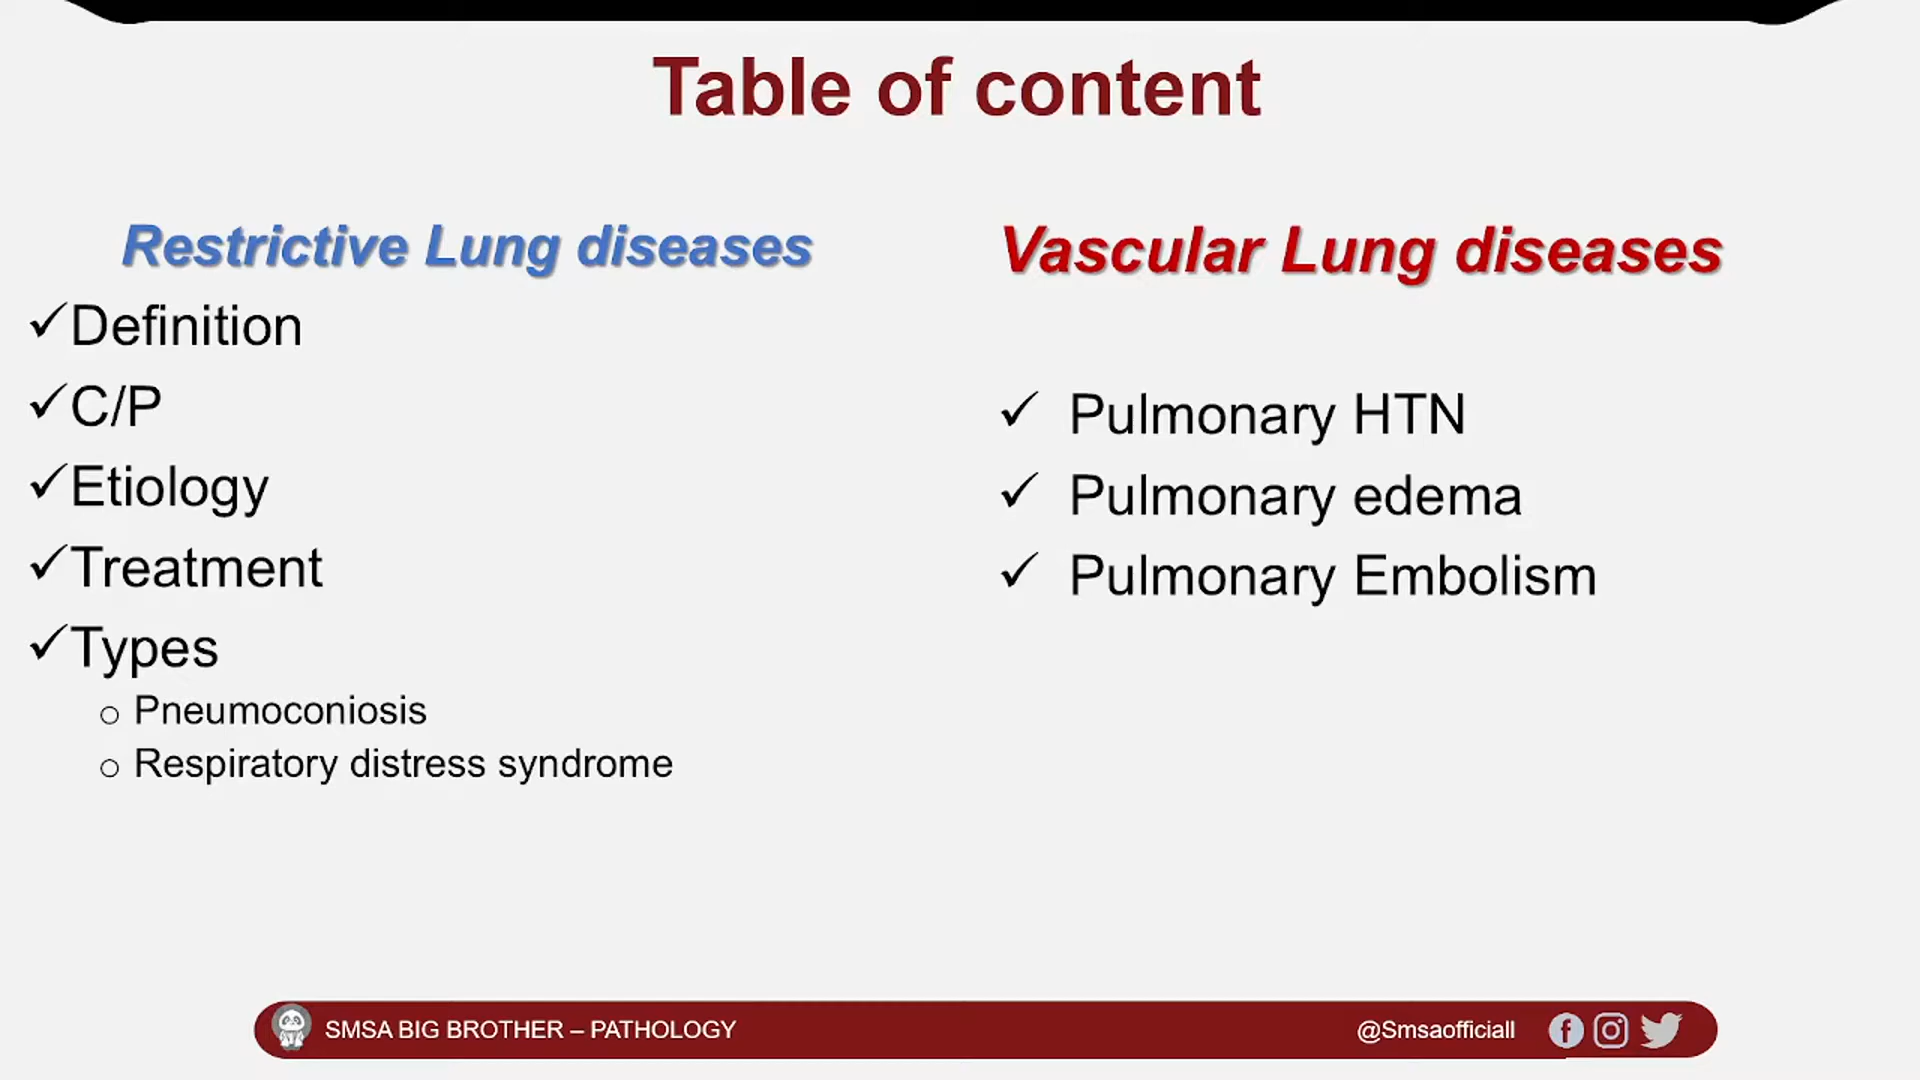 Table of content
Restrictive Lung diseases
✓Definition
✓C/P
✓Etiology
✓Treatment
✓Types
o Pneumoconiosis
o Respiratory distress syndrome
Vascular Lung diseases
✓ Pulmonary HTN
✓ Pulmonary edema
✓ Pulmonary Embolism
SMSA BIG BROTHER – PATHOLOGY
@Smsaofficiall